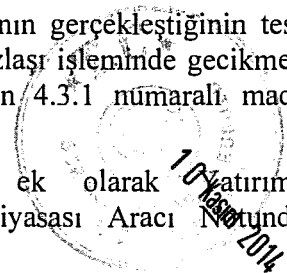 nın gerçekleştiğinin tes
zlaşı işleminde gecikme
n 4.3.1 numaralı mad
ek olarak Yatırım
iyasası Aracı Notund
10 Kasım 2014